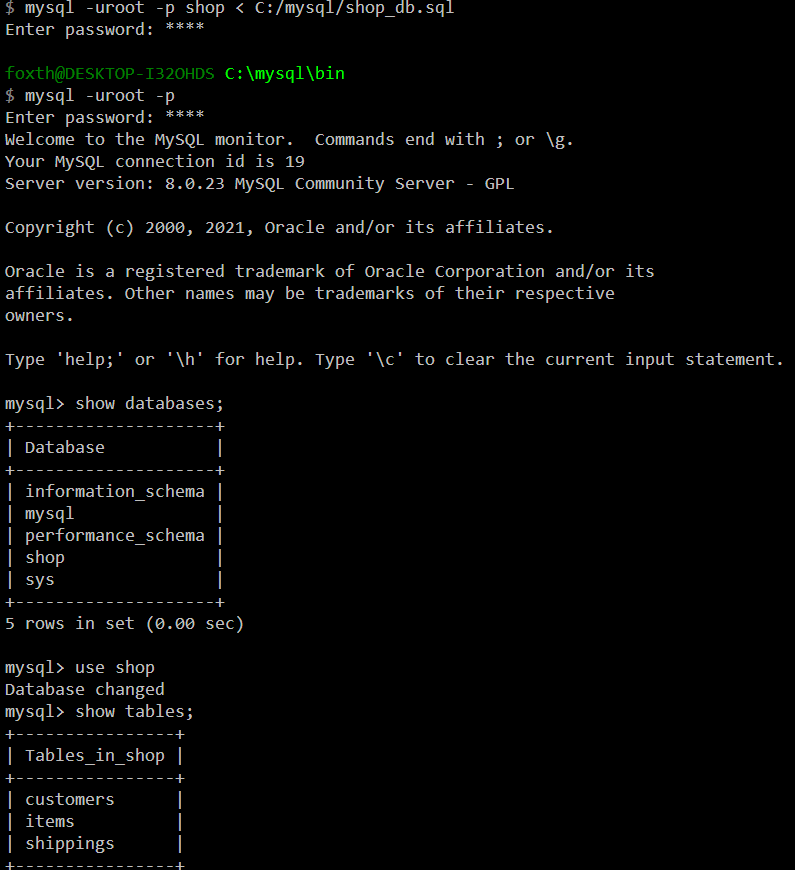 $ mysql -uroot -p shop < C:/mysql/shop_db.sql
Enter password: ****

foxth@DESKTOP-I32OHDS C:\mysql\bin
$ mysql -uroot -p
Enter password: ****
Welcome to the MySQL monitor.  Commands end with ; or \g.
Your MySQL connection id is 19
Server version: 8.0.23 MySQL Community Server - GPL

Copyright (c) 2000, 2021, Oracle and/or its affiliates.

Oracle is a registered trademark of Oracle Corporation and/or its
affiliates. Other names may be trademarks of their respective
owners.

Type 'help;' or '\h' for help. Type '\c' to clear the current input statement.

mysql> show databases;
+--------------------+
| Database           |
+--------------------+
| information_schema |
| mysql              |
| performance_schema |
| shop               |
| sys                |
+--------------------+
5 rows in set (0.00 sec)

mysql> use shop
Database changed
mysql> show tables;
+----------------+
| Tables_in_shop |
+----------------+
| customers      |
| items          |
| shippings      |
+----------------+